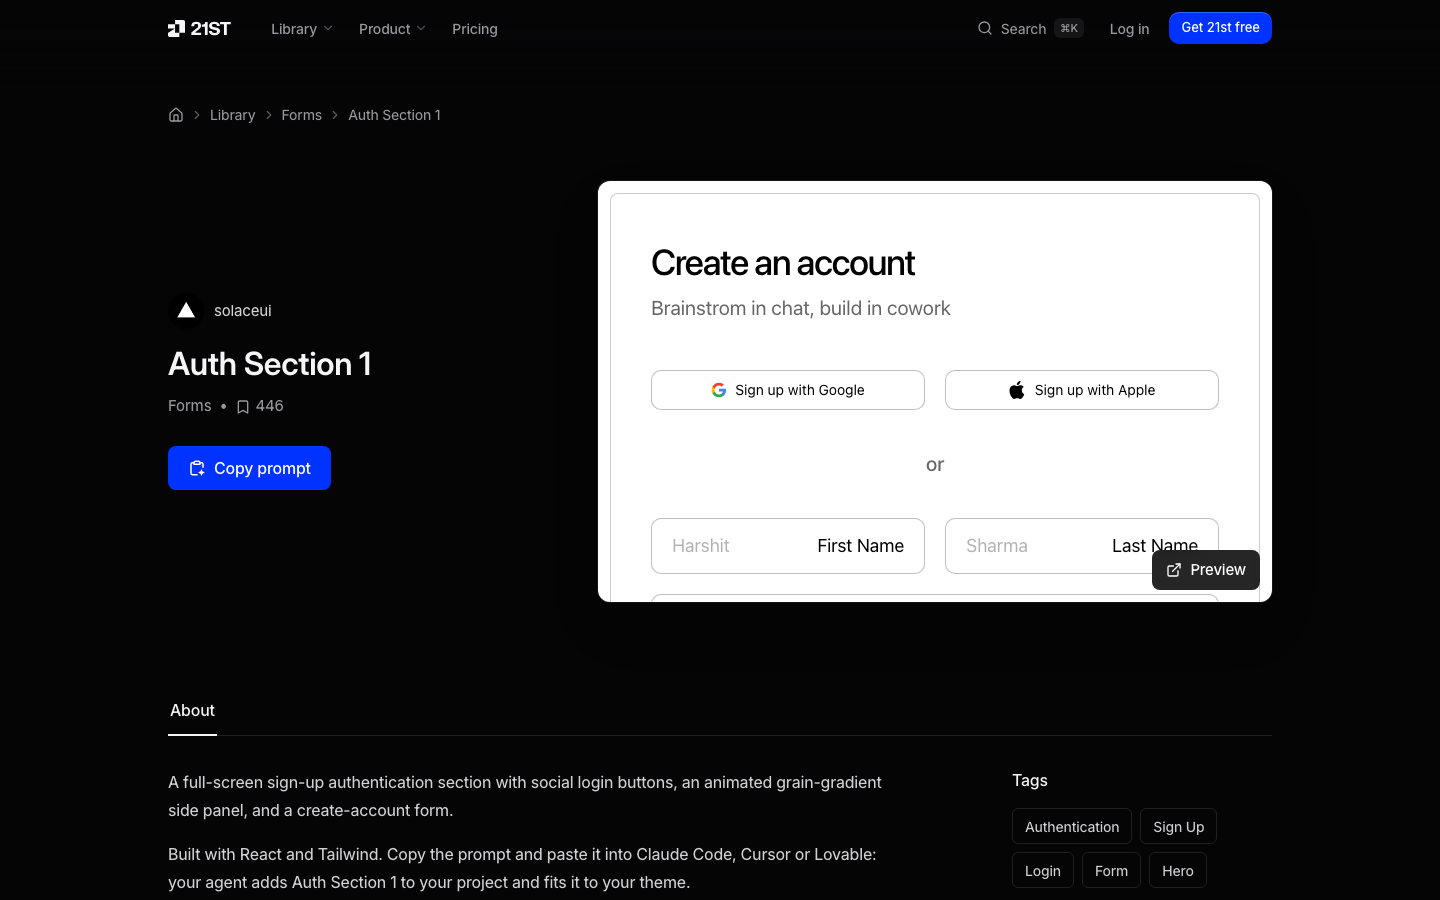 21ST
Library
Product
Pricing
Search
⌘K
Log in
Get 21st free
Library
Forms
Auth Section 1
solaceui
Auth Section 1
Forms • 446
Copy prompt
Create an account
Brainstrom in chat, build in cowork
Sign up with Google
Sign up with Apple
or
Harshit First Name
Sharma Last Name
Preview
About
A full-screen sign-up authentication section with social login buttons, an animated grain-gradient
side panel, and a create-account form.
Built with React and Tailwind. Copy the prompt and paste it into Claude Code, Cursor or Lovable:
your agent adds Auth Section 1 to your project and fits it to your theme.
Tags
Authentication
Sign Up
Login
Form
Hero